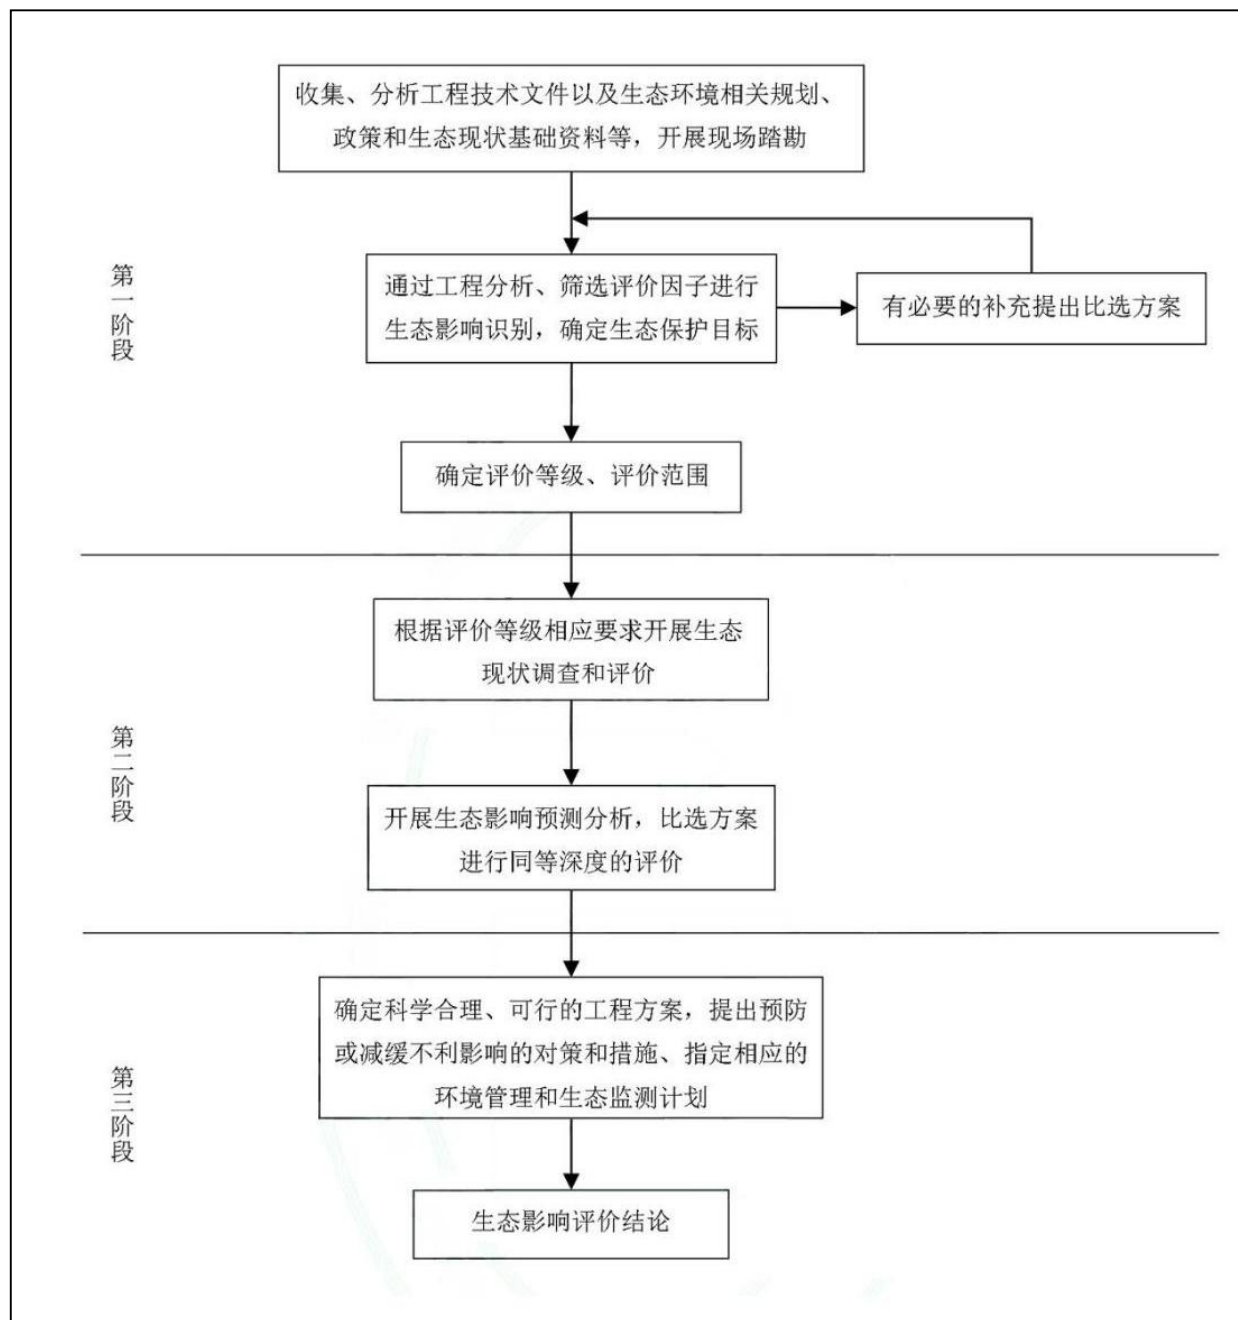 收集、分析工程技术文件以及生态环境相关规划、
政策和生态现状基础资料等，开展现场踏勘
第一阶段
通过工程分析、筛选评价因子进行
生态影响识别，确定生态保护目标
有必要的补充提出比选方案
确定评价等级、评价范围
第二阶段
根据评价等级相应要求开展生态
现状调查和评价
开展生态影响预测分析，比选方案
进行同等深度的评价
第三阶段
确定科学合理、可行的工程方案，提出预防
或减缓不利影响的对策和措施、指定相应的
环境管理和生态监测计划
生态影响评价结论